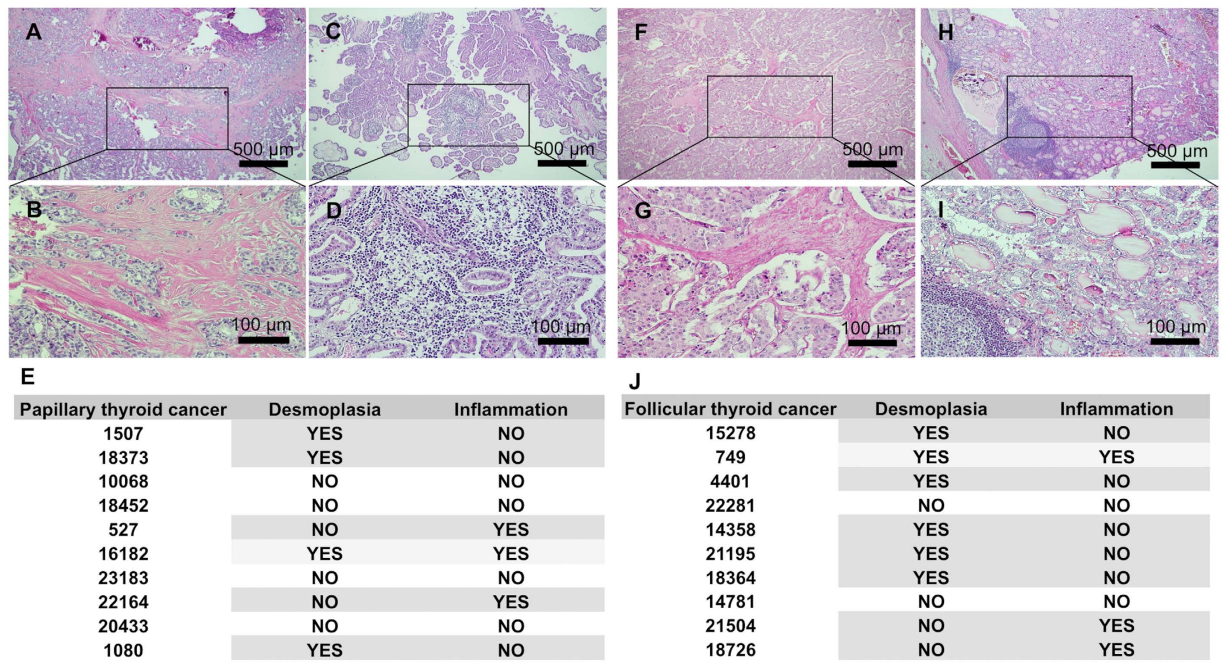 A C F H
500 µm 500 µm 500 µm 500 µm
B D G I
100 µm 100 µm 100 µm 100 µm
E
Papillary thyroid cancer Desmoplasia Inflammation
1507 YES NO
18373 YES NO
10068 NO NO
18452 NO NO
527 NO YES
16182 YES YES
23183 NO NO
22164 NO YES
20433 NO NO
1080 YES NO
J
Follicular thyroid cancer Desmoplasia Inflammation
15278 YES NO
749 YES YES
4401 YES NO
22281 NO NO
14358 YES NO
21195 YES NO
18364 YES NO
14781 NO NO
21504 NO YES
18726 NO YES